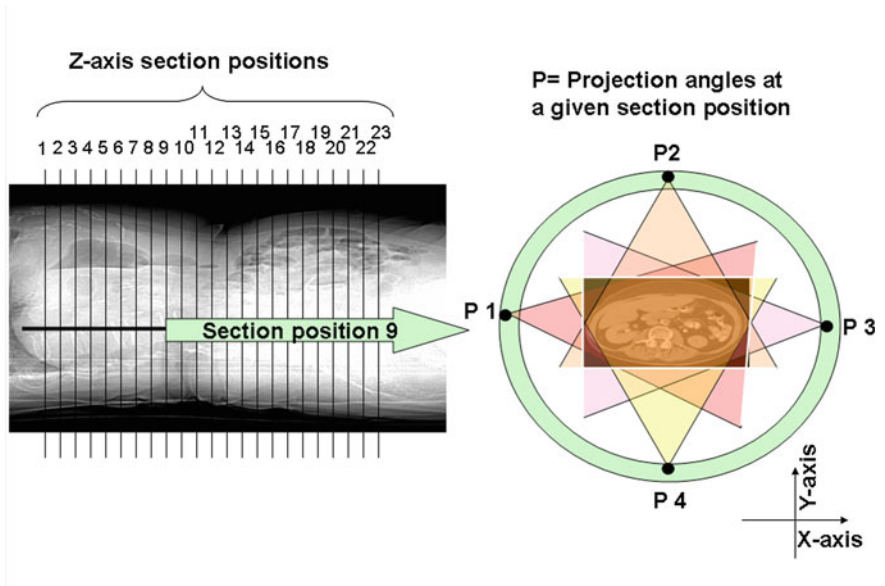 Z-axis section positions
11 13 15 17 19 21 23
1 2 3 4 5 6 7 8 9 10 12 14 16 18 20 22
Section position 9
P= Projection angles at
a given section position
P2
P 1
P 3
P 4
Y-axis
X-axis